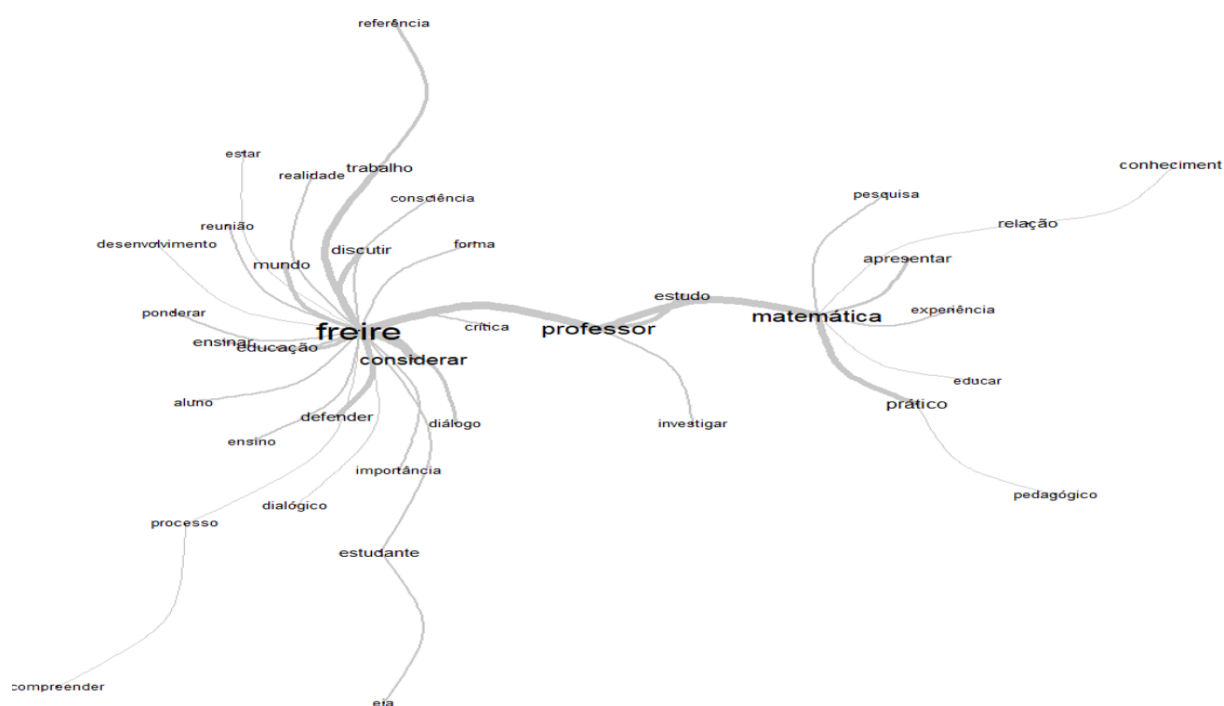 referência
estar
trabalho
realidade
conheciment
pesquisa
consciência
reunião
relação
desenvolvimento
discutir
forma
mundo
apresentar
estudo
ponderar
experiência
matemática
crítica
professor
freire
ensinar
educação
considerar
educar
aluno
prático
defender
diálogo
investigar
ensino
importância
pedagógico
dialógico
processo
estudante
compreender
eja